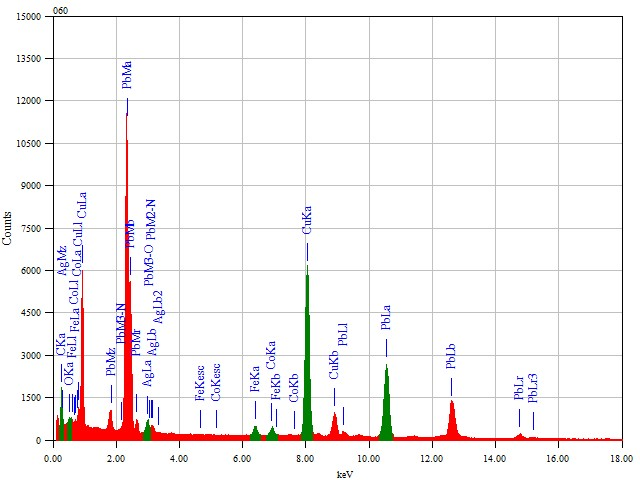 060
15000
13500
12000
10500
9000
7500
6000
4500
3000
1500
0
Counts
0.00 2.00 4.00 6.00 8.00 10.00 12.00 14.00 16.00 18.00
keV
CKa
AgMz
OKa
FeLl
FeLa
CoLl
CoLa
CuLl
CuLa
PbMz
PbM3-N
PbMa
PbMb
PbMr
AgLa
PbM3-O
AgLb
PbM2-N
AgLb2
FeKesc
CoKesc
FeKa
CoKa
FeKb
CoKb
CuKa
CuKb
PbLl
PbLa
PbLb
PbLr
PbLr3